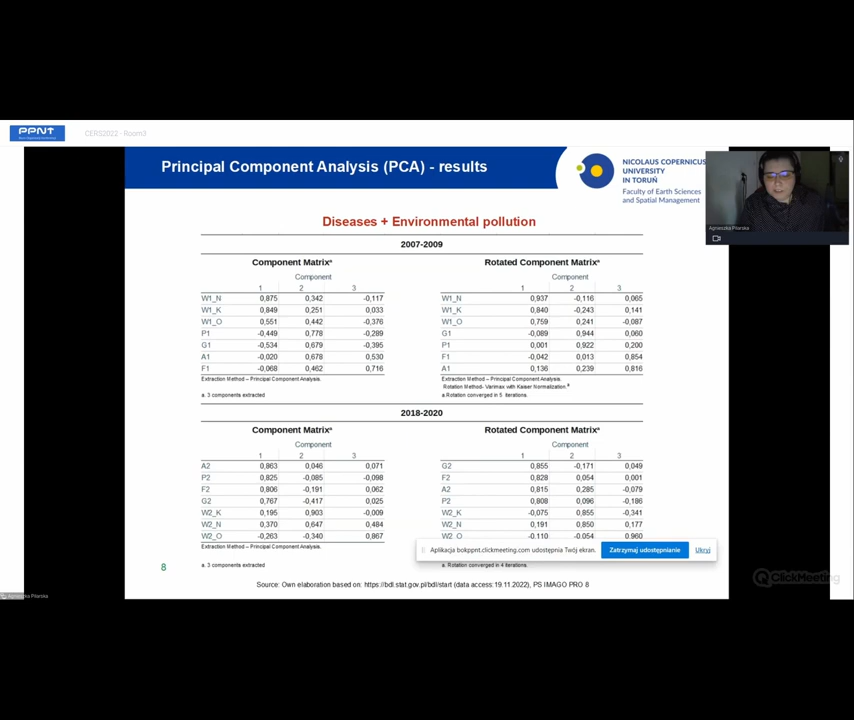 PPNT
CERS2022 - Room3
Principal Component Analysis (PCA) - results
NICOLAUS COPERNICUS
UNIVERSITY
IN TORUŃ
Faculty of Earth Sciences
and Spatial Management
Agnieszka Pilarska
Diseases + Environmental pollution
2007-2009
Component Matrixᵃ
Component
1 2 3
W1_N 0,875 0,342 -0,117
W1_K 0,849 0,251 0,033
W1_O 0,551 0,442 -0,376
P1 -0,449 0,778 -0,289
G1 -0,534 0,679 -0,395
A1 -0,020 0,678 0,530
F1 -0,068 0,462 0,716
Extraction Method – Principal Component Analysis.
a. 3 components extracted
Rotated Component Matrixᵃ
Component
1 2 3
W1_N 0,937 -0,116 0,065
W1_K 0,840 -0,243 0,141
W1_O 0,759 0,241 -0,087
G1 -0,089 0,944 0,060
P1 0,001 0,922 0,200
F1 -0,042 0,013 0,854
A1 0,136 0,239 0,816
Extraction Method – Principal Component Analysis.
Rotation Method- Varimax with Kaiser Normalization.ᵃ
a Rotation converged in 5. iterations.
2018-2020
Component Matrixᵃ
Component
1 2 3
A2 0,863 0,046 0,071
P2 0,825 -0,085 -0,098
F2 0,806 -0,191 0,062
G2 0,767 -0,417 0,025
W2_K 0,195 0,903 -0,009
W2_N 0,370 0,647 0,484
W2_O -0,263 -0,340 0,867
Extraction Method – Principal Component Analysis.
a. 3 components extracted
Rotated Component Matrixᵃ
Component
1 2 3
G2 0,855 -0,171 0,049
F2 0,828 0,054 0,001
A2 0,815 0,285 -0,079
P2 0,808 0,096 -0,186
W2_K -0,075 0,855 -0,341
W2_N 0,191 0,850 0,177
W2_O -0,110 -0,054 0,960
Aplikacja bokppnt.clickmeeting.com udostępnia Twój ekran. Zatrzymaj udostępnianie Ukryj
a. Rotation converged in 4 iterations.
8
Source: Own elaboration based on: https://bdl.stat.gov.pl/bdl/start (data access: 19.11.2022), PS IMAGO PRO 8
ClickMeeting
Agnieszka Pilarska